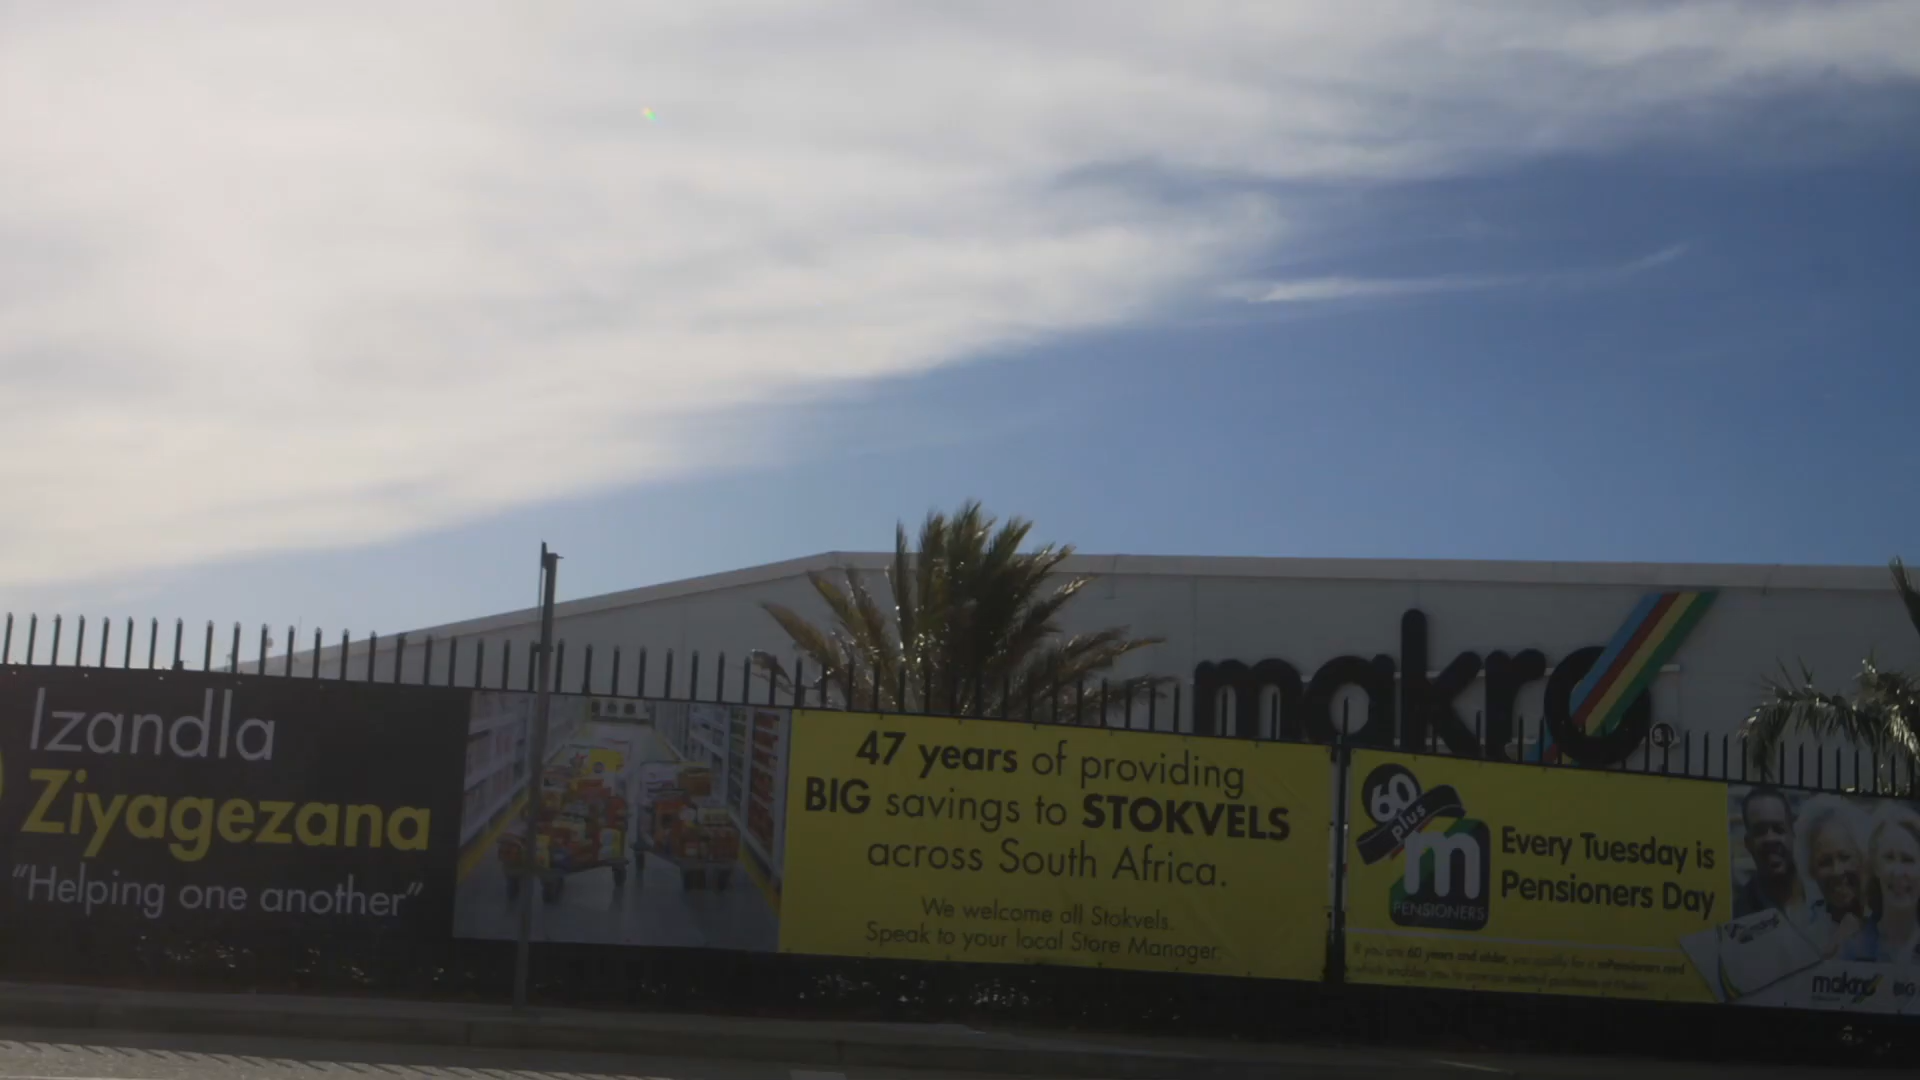 makro
Izandla
Ziyagezana
“Helping one another”
47 years of providing
BIG savings to STOKVELS
across South Africa.
We welcome all Stokvels.
Speak to your local Store Manager.
60
plus
m
PENSIONERS
Every Tuesday is
Pensioners Day
If you are 60 years and older, you qualify for a mPensioners card
makro
BIG